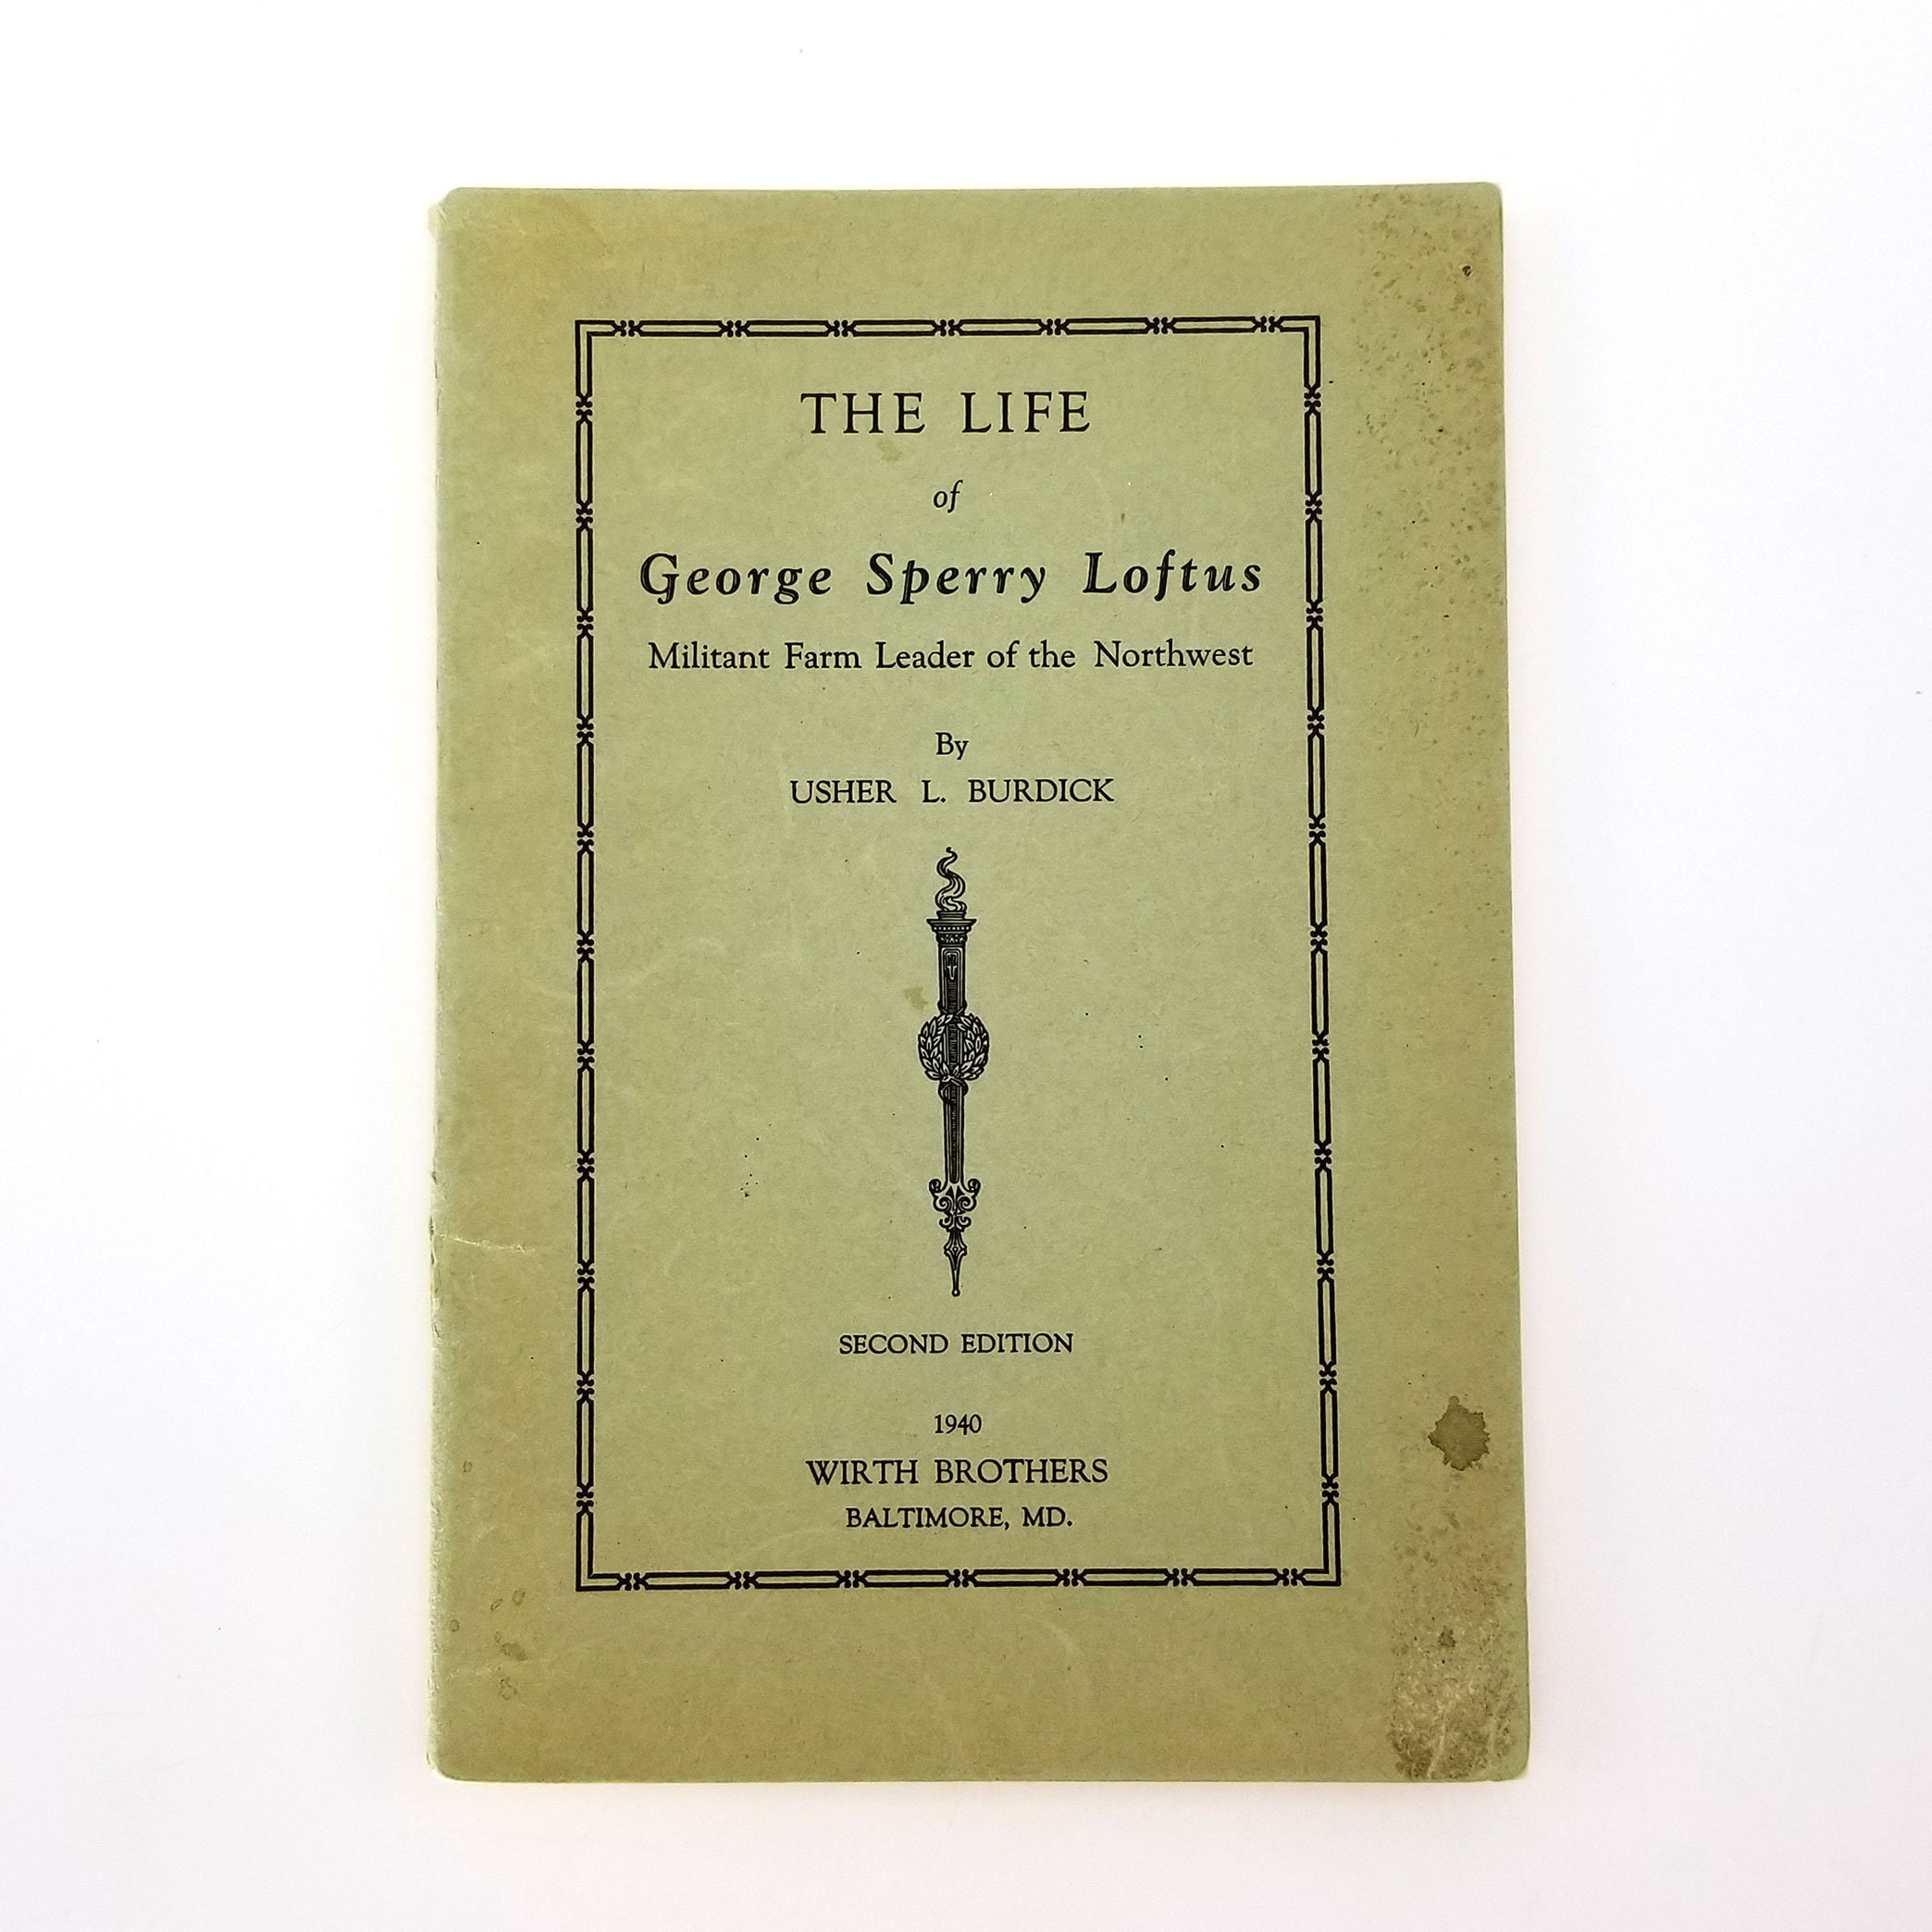 THE LIFE
of
George Sperry Loftus
Militant Farm Leader of the Northwest
By
USHER L. BURDICK
SECOND EDITION
1940
WIRTH BROTHERS
BALTIMORE, MD.